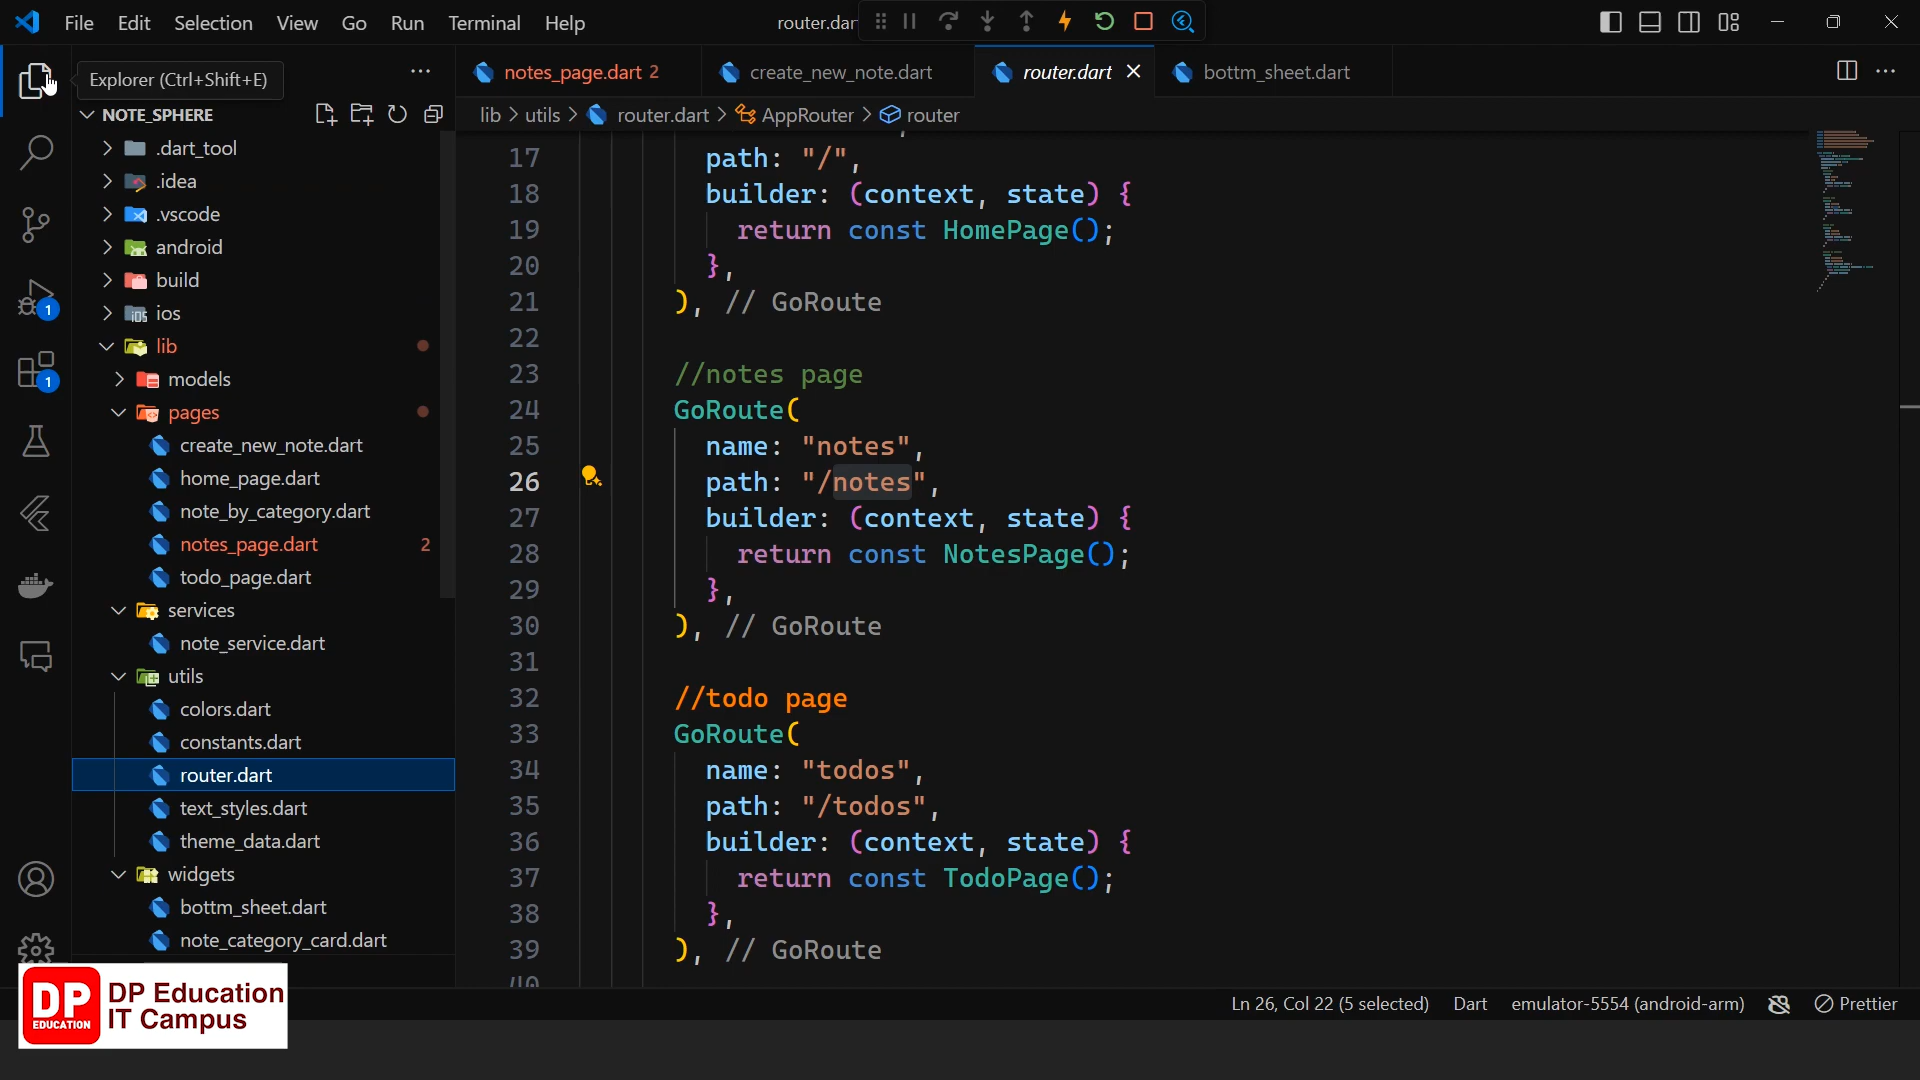 File Edit Selection View Go Run Terminal Help
router.dar
Explorer (Ctrl+Shift+E)
notes_page.dart 2
create_new_note.dart
router.dart
bottm_sheet.dart
NOTE_SPHERE
lib > utils > router.dart > AppRouter > router
.dart_tool
.idea
.vscode
android
build
ios
lib
models
pages
create_new_note.dart
home_page.dart
note_by_category.dart
notes_page.dart 2
todo_page.dart
services
note_service.dart
utils
colors.dart
constants.dart
router.dart
text_styles.dart
theme_data.dart
widgets
bottm_sheet.dart
note_category_card.dart
1
1
17 path: "/",
18 builder: (context, state) {
19 return const HomePage();
20 },
21 ), // GoRoute
22
23 //notes page
24 GoRoute(
25 name: "notes",
26 path: "/notes",
27 builder: (context, state) {
28 return const NotesPage();
29 },
30 ), // GoRoute
31
32 //todo page
33 GoRoute(
34 name: "todos",
35 path: "/todos",
36 builder: (context, state) {
37 return const TodoPage();
38 },
39 ), // GoRoute
40
DP EDUCATION
DP Education
IT Campus
Ln 26, Col 22 (5 selected) Dart emulator-5554 (android-arm) Prettier